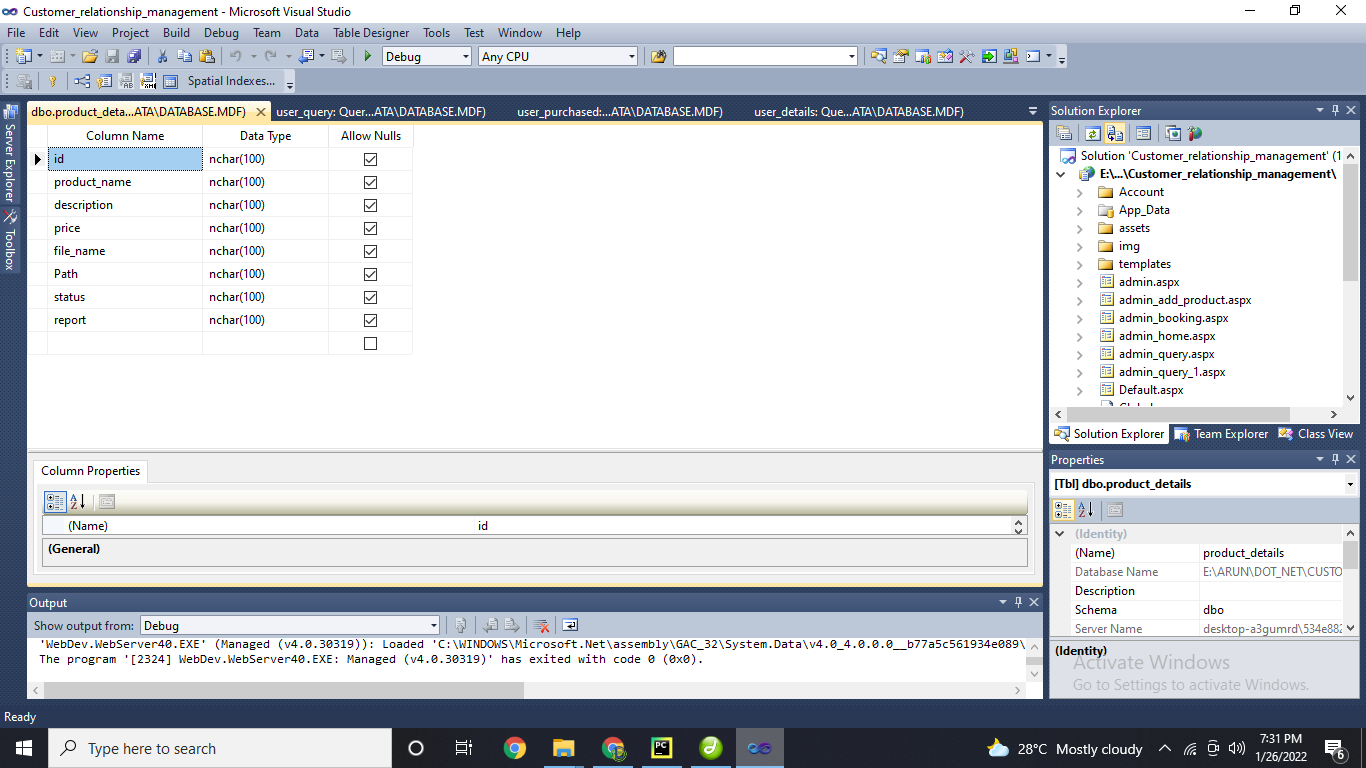 Customer_relationship_management - Microsoft Visual Studio
File Edit View Project Build Debug Team Data Table Designer Tools Test Window Help
Debug Any CPU
Spatial Indexes...
Server Explorer
Toolbox
dbo.product_deta...ATA\DATABASE.MDF) user_query: Quer...ATA\DATABASE.MDF) user_purchased:...ATA\DATABASE.MDF) user_details: Que...ATA\DATABASE.MDF)
Column Name Data Type Allow Nulls
id nchar(100)
product_name nchar(100)
description nchar(100)
price nchar(100)
file_name nchar(100)
Path nchar(100)
status nchar(100)
report nchar(100)
Column Properties
(Name) id
(General)
Output
Show output from: Debug
'WebDev.WebServer40.EXE' (Managed (v4.0.30319)): Loaded 'C:\WINDOWS\Microsoft.Net\assembly\GAC_32\System.Data\v4.0_4.0.0.0__b77a5c561934e089\
The program '[2324] WebDev.WebServer40.EXE: Managed (v4.0.30319)' has exited with code 0 (0x0).
Solution Explorer
Solution 'Customer_relationship_management' (1
E:\...\Customer_relationship_management\
Account
App_Data
assets
img
templates
admin.aspx
admin_add_product.aspx
admin_booking.aspx
admin_home.aspx
admin_query.aspx
admin_query_1.aspx
Default.aspx
Solution Explorer Team Explorer Class View
Properties
[Tbl] dbo.product_details
(Identity)
(Name) product_details
Database Name E:\ARUN\DOT_NET\CUSTO
Description
Schema dbo
Server Name desktop-a3gumrd\534e882
(Identity)
Activate Windows
Go to Settings to activate Windows.
Ready
Type here to search
28°C Mostly cloudy
7:31 PM
1/26/2022
6